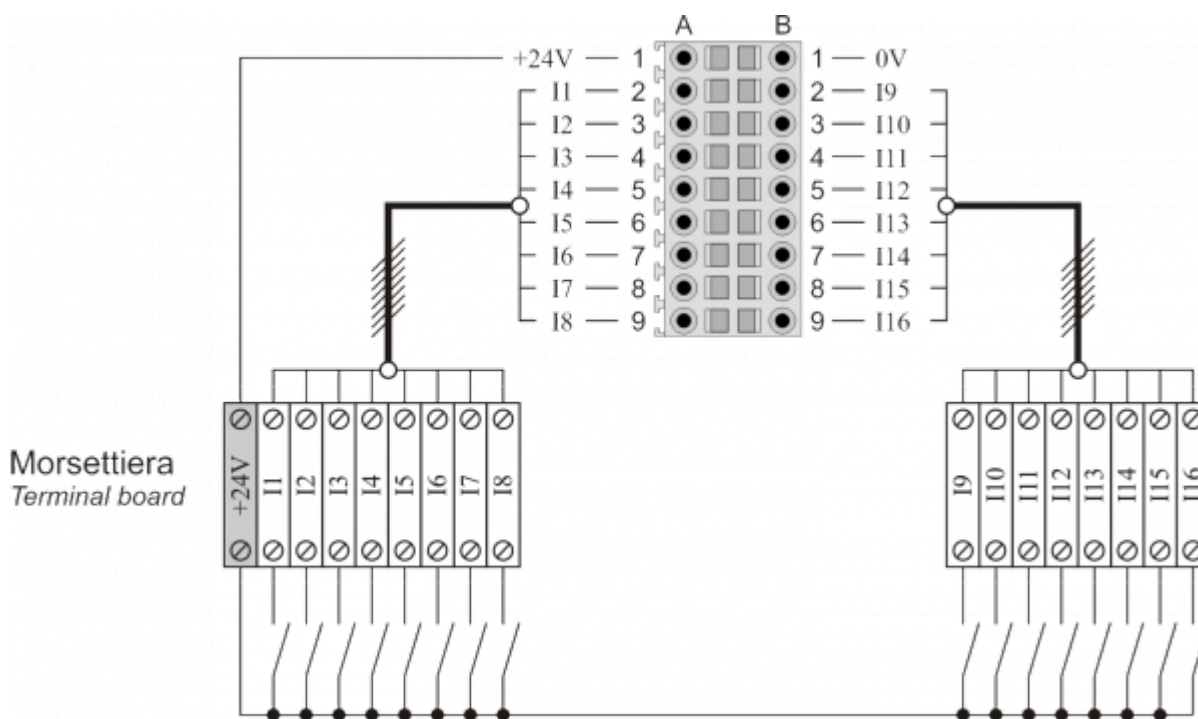 A B
+24V 1 1 0V
I1 2 2 I9
I2 3 3 I10
I3 4 4 I11
I4 5 5 I12
I5 6 6 I13
I6 7 7 I14
I7 8 8 I15
I8 9 9 I16
Morsettiera
Terminal board
+24V I1 I2 I3 I4 I5 I6 I7 I8
I9 I10 I11 I12 I13 I14 I15 I16